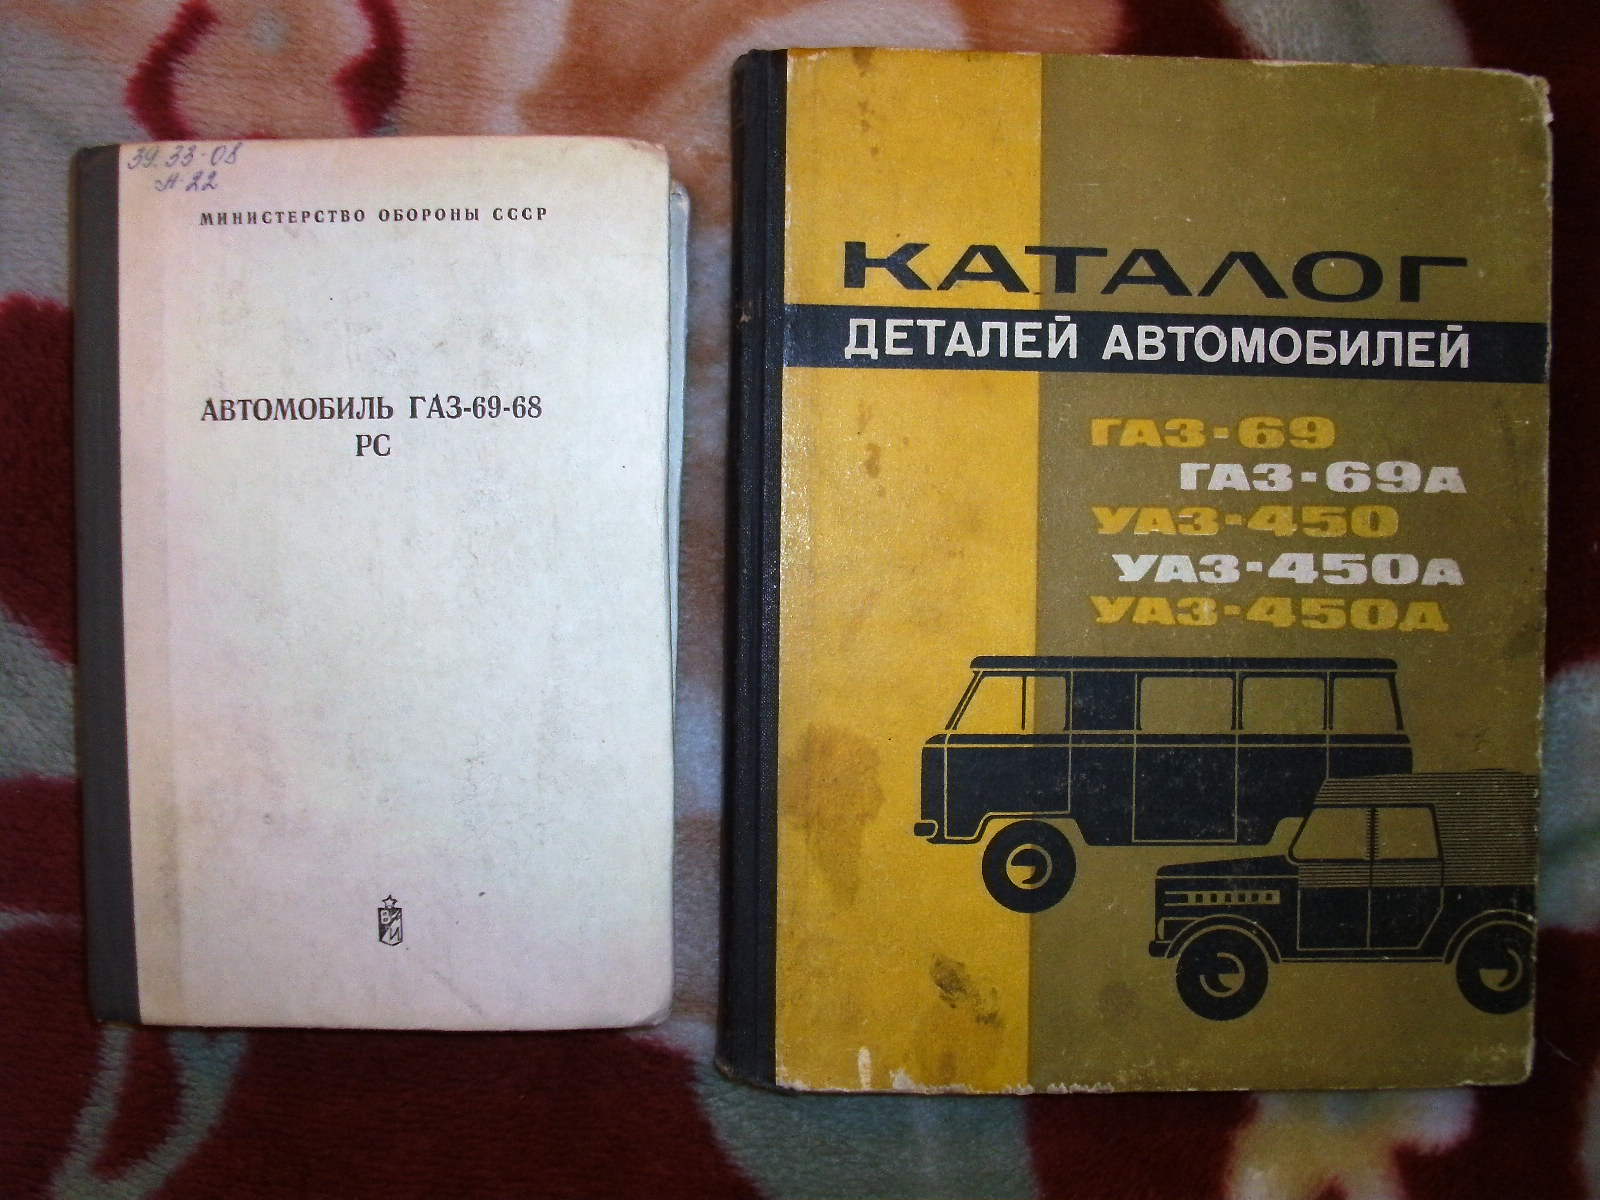 39.33-08
А-22
МИНИСТЕРСТВО ОБОРОНЫ СССР
АВТОМОБИЛЬ ГАЗ-69-68
РС
ВИ
КАТАЛОГ
ДЕТАЛЕЙ АВТОМОБИЛЕЙ
ГАЗ-69
ГАЗ-69А
УАЗ-450
УАЗ-450А
УАЗ-450Д